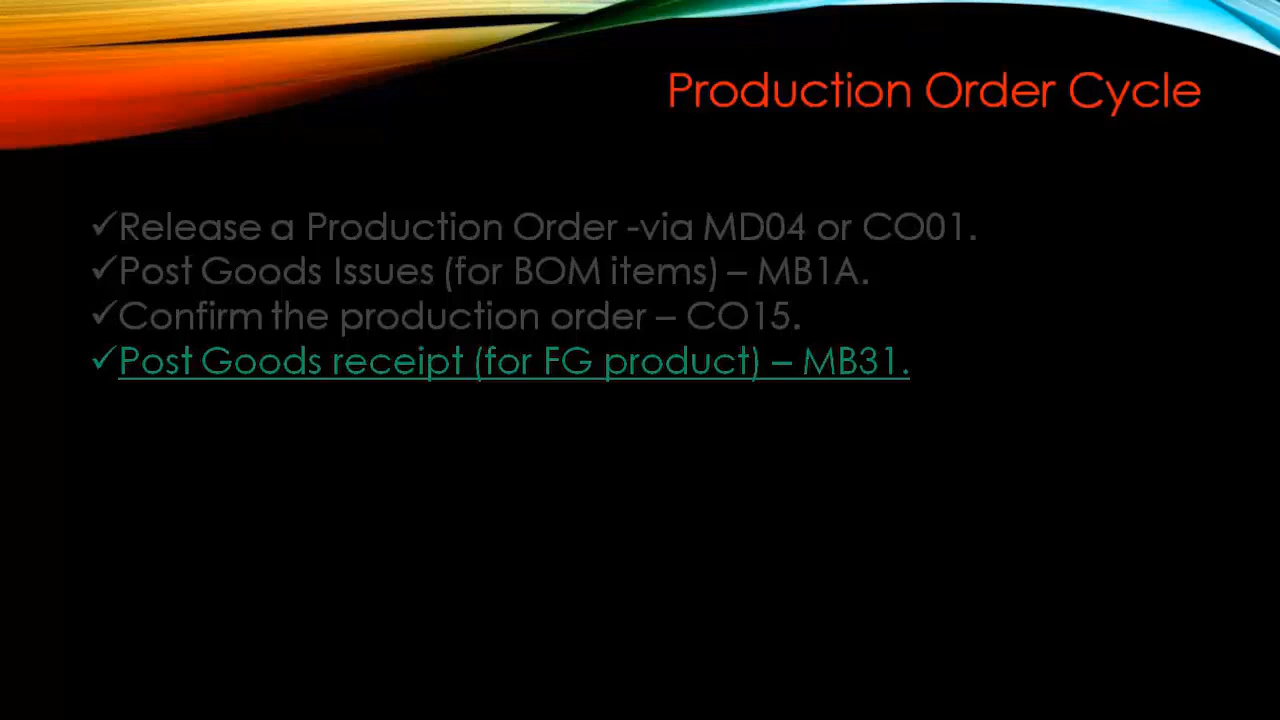 Production Order Cycle
✓Release a Production Order -via MD04 or CO01.
✓Post Goods Issues (for BOM items) – MB1A.
✓Confirm the production order – CO15.
✓Post Goods receipt (for FG product) – MB31.